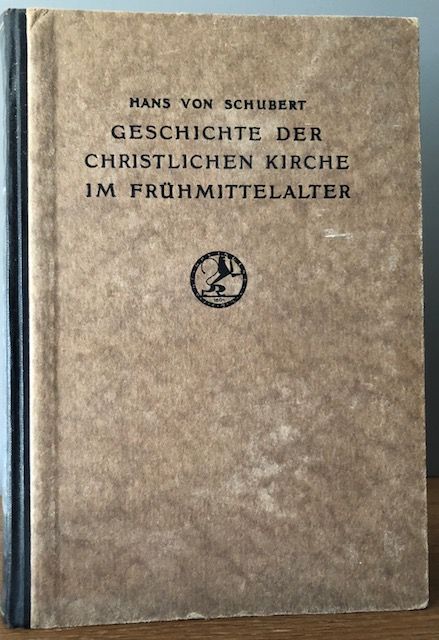 HANS VON SCHUBERT
GESCHICHTE DER
CHRISTLICHEN KIRCHE
IM FRÜHMITTELALTER